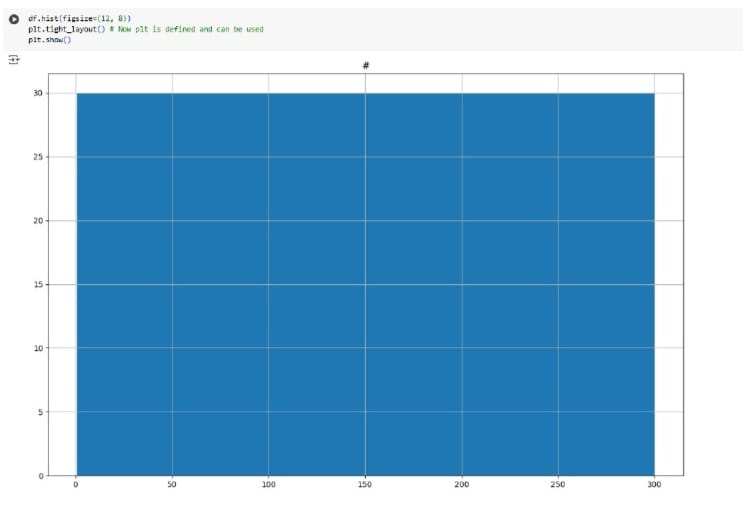 df.hist(figsize=(12, 8))
plt.tight_layout() # Now plt is defined and can be used
plt.show()
#
30
25
20
15
10
5
0
0 50 100 150 200 250 300